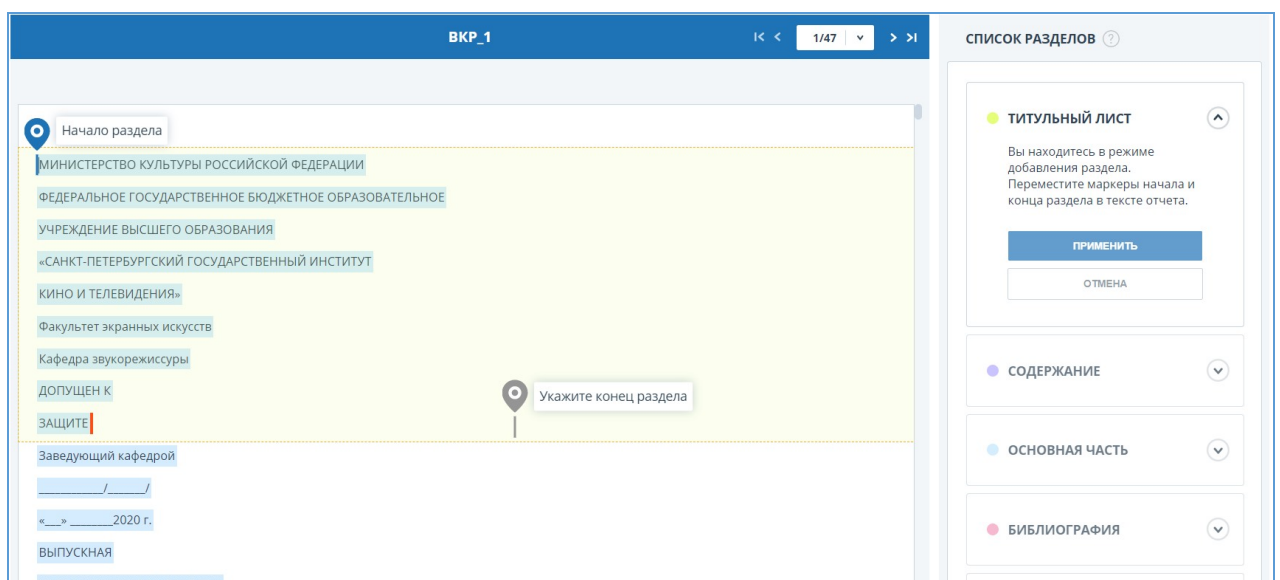 ВКР_1
1/47
Начало раздела
МИНИСТЕРСТВО КУЛЬТУРЫ РОССИЙСКОЙ ФЕДЕРАЦИИ
ФЕДЕРАЛЬНОЕ ГОСУДАРСТВЕННОЕ БЮДЖЕТНОЕ ОБРАЗОВАТЕЛЬНОЕ
УЧРЕЖДЕНИЕ ВЫСШЕГО ОБРАЗОВАНИЯ
«САНКТ-ПЕТЕРБУРГСКИЙ ГОСУДАРСТВЕННЫЙ ИНСТИТУТ
КИНО И ТЕЛЕВИДЕНИЯ»
Факультет экранных искусств
Кафедра звукорежиссуры
ДОПУЩЕН К
Укажите конец раздела
ЗАЩИТЕ
Заведующий кафедрой
____________/_______/
«___» ________2020 г.
ВЫПУСКНАЯ
СПИСОК РАЗДЕЛОВ ?
ТИТУЛЬНЫЙ ЛИСТ
Вы находитесь в режиме
добавления раздела.
Переместите маркеры начала и
конца раздела в тексте отчета.
ПРИМЕНИТЬ
ОТМЕНА
СОДЕРЖАНИЕ
ОСНОВНАЯ ЧАСТЬ
БИБЛИОГРАФИЯ